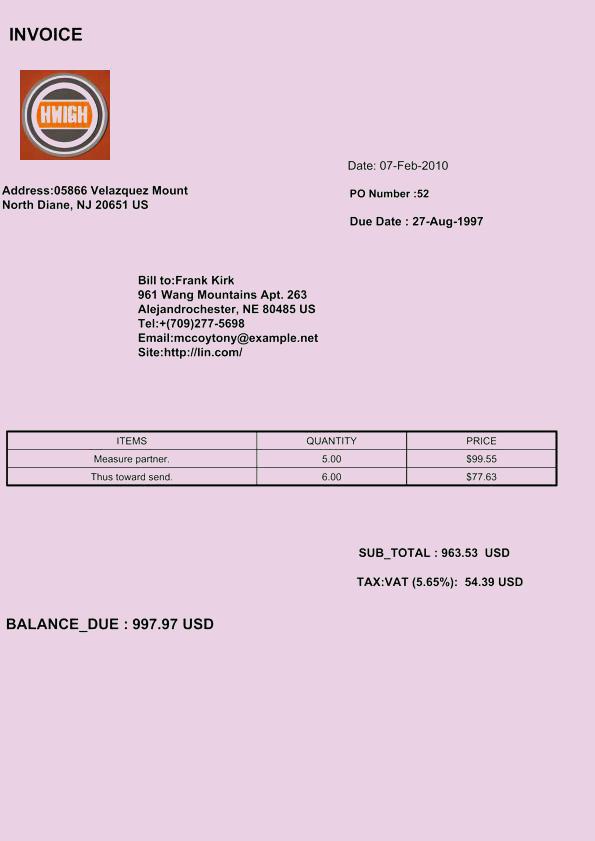 INVOICE
HWIGH
Date: 07-Feb-2010
Address:05866 Velazquez Mount
North Diane, NJ 20651 US
PO Number :52
Due Date : 27-Aug-1997
Bill to:Frank Kirk
961 Wang Mountains Apt. 263
Alejandrochester, NE 80485 US
Tel:+(709)277-5698
Email:mccoytony@example.net
Site:http://lin.com/
ITEMS QUANTITY PRICE
Measure partner. 5.00 $99.55
Thus toward send. 6.00 $77.63
SUB_TOTAL : 963.53 USD
TAX:VAT (5.65%): 54.39 USD
BALANCE_DUE : 997.97 USD